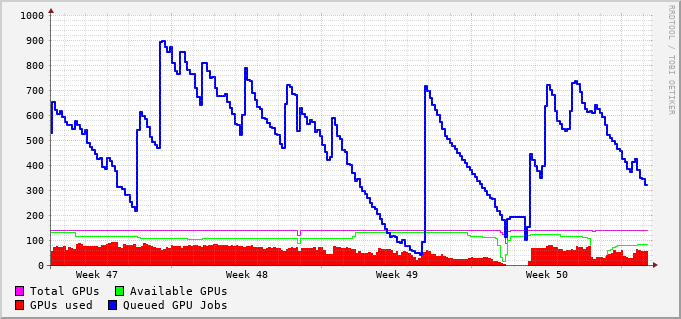 1000
900
800
700
600
500
400
300
200
100
0
Week 47 Week 48 Week 49 Week 50
Total GPUs Available GPUs
GPUs used Queued GPU Jobs
RRDTOOL / TOBI OETIKER